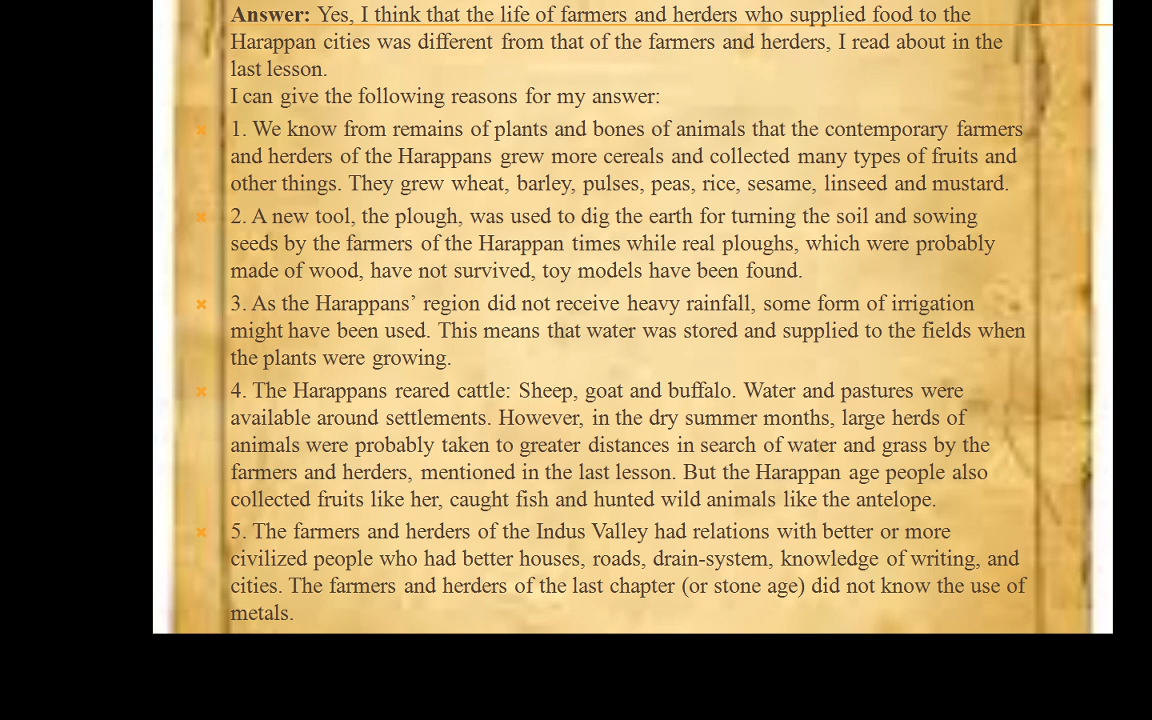 Answer: Yes, I think that the life of farmers and herders who supplied food to the
Harappan cities was different from that of the farmers and herders, I read about in the
last lesson.
I can give the following reasons for my answer:
1. We know from remains of plants and bones of animals that the contemporary farmers
and herders of the Harappans grew more cereals and collected many types of fruits and
other things. They grew wheat, barley, pulses, peas, rice, sesame, linseed and mustard.
2. A new tool, the plough, was used to dig the earth for turning the soil and sowing
seeds by the farmers of the Harappan times while real ploughs, which were probably
made of wood, have not survived, toy models have been found.
3. As the Harappans’ region did not receive heavy rainfall, some form of irrigation
might have been used. This means that water was stored and supplied to the fields when
the plants were growing.
4. The Harappans reared cattle: Sheep, goat and buffalo. Water and pastures were
available around settlements. However, in the dry summer months, large herds of
animals were probably taken to greater distances in search of water and grass by the
farmers and herders, mentioned in the last lesson. But the Harappan age people also
collected fruits like her, caught fish and hunted wild animals like the antelope.
5. The farmers and herders of the Indus Valley had relations with better or more
civilized people who had better houses, roads, drain-system, knowledge of writing, and
cities. The farmers and herders of the last chapter (or stone age) did not know the use of
metals.